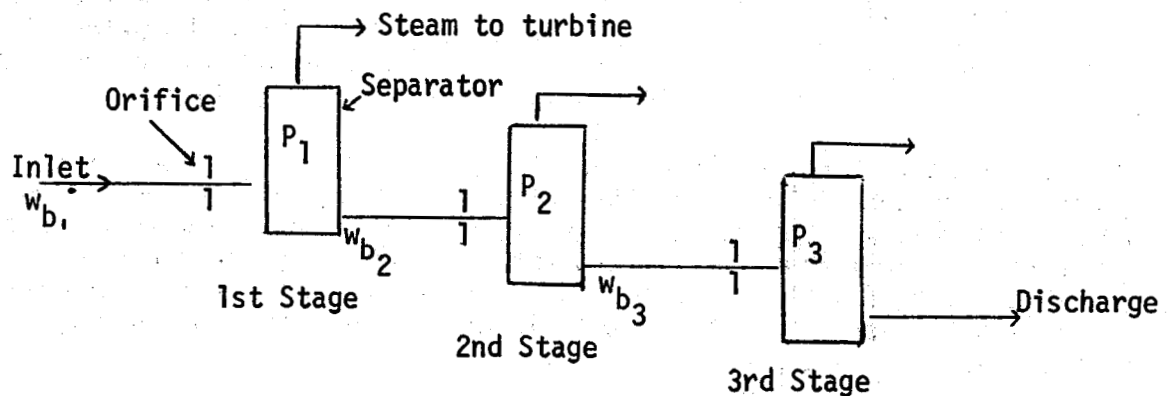 Steam to turbine
Separator
Orifice
P1
Inlet
wb1
P2
wb2
P3
wb3
1st Stage
Discharge
2nd Stage
3rd Stage